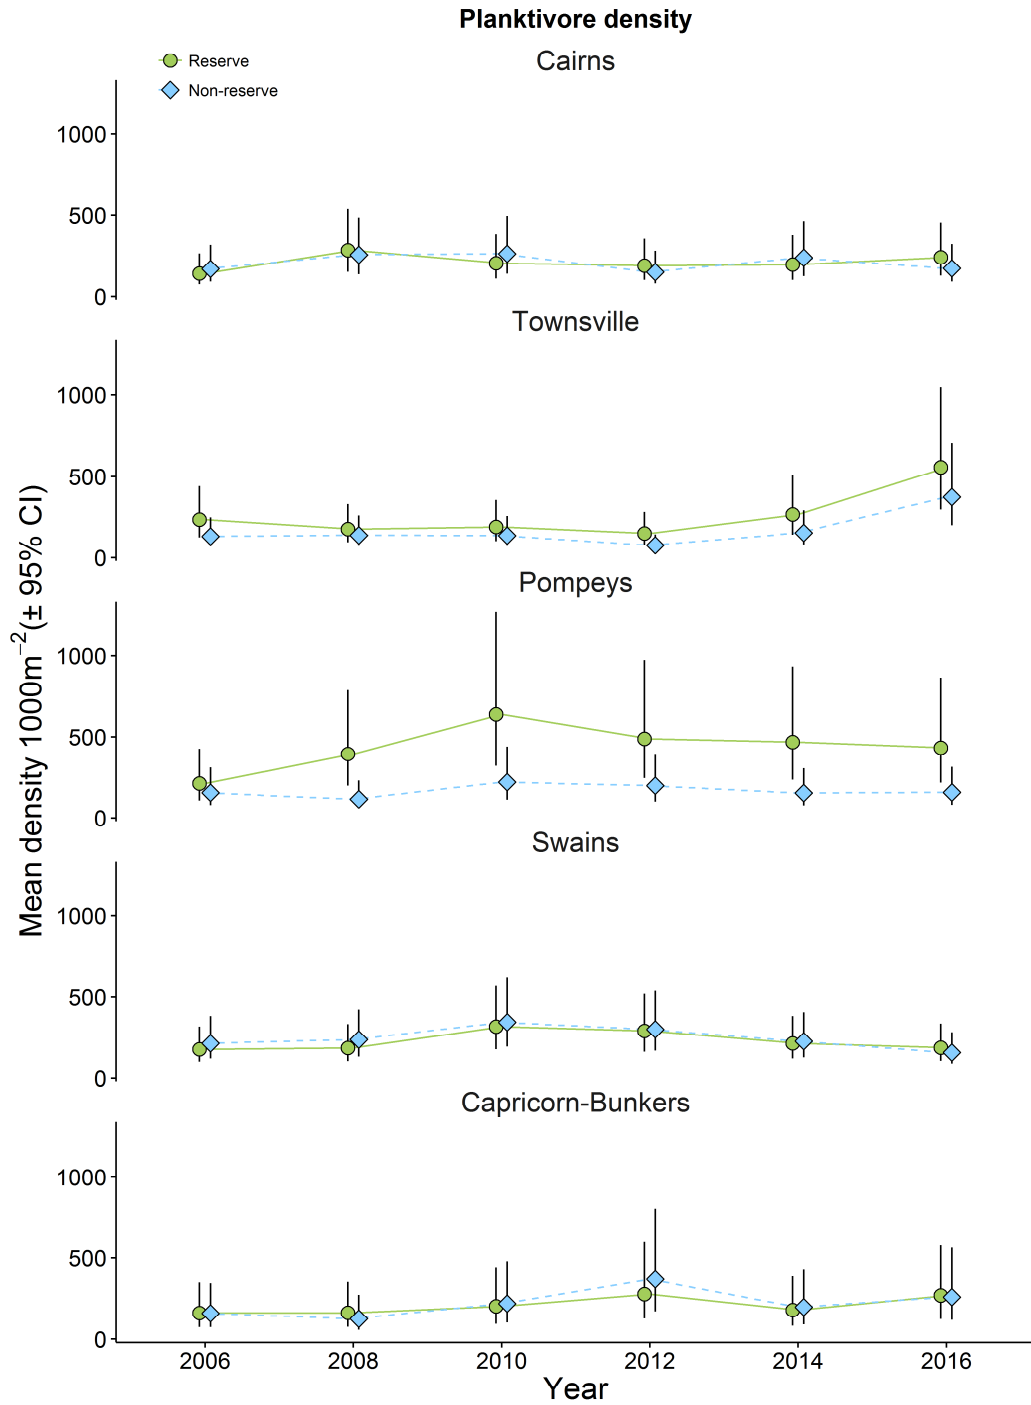 Planktivore density
Cairns
Reserve
Non-reserve
1000
500
0
Townsville
1000
500
0
Pompeys
1000
500
0
Swains
1000
500
0
Capricorn-Bunkers
1000
500
0
2006 2008 2010 2012 2014 2016
Year
Mean density 1000m⁻²(± 95% CI)